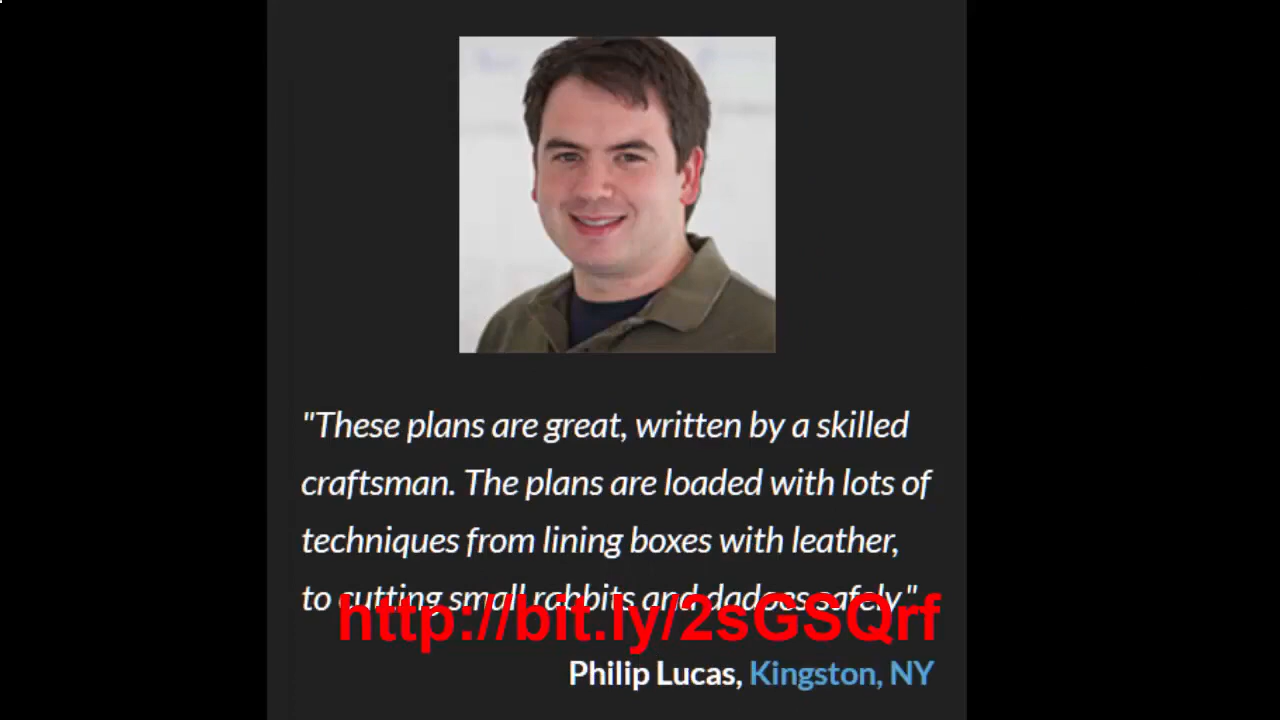 "These plans are great, written by a skilled
craftsman. The plans are loaded with lots of
techniques from lining boxes with leather,
to cutting small rabbits and dadoes safely."
http://bit.ly/2sGSQrf
Philip Lucas, Kingston, NY